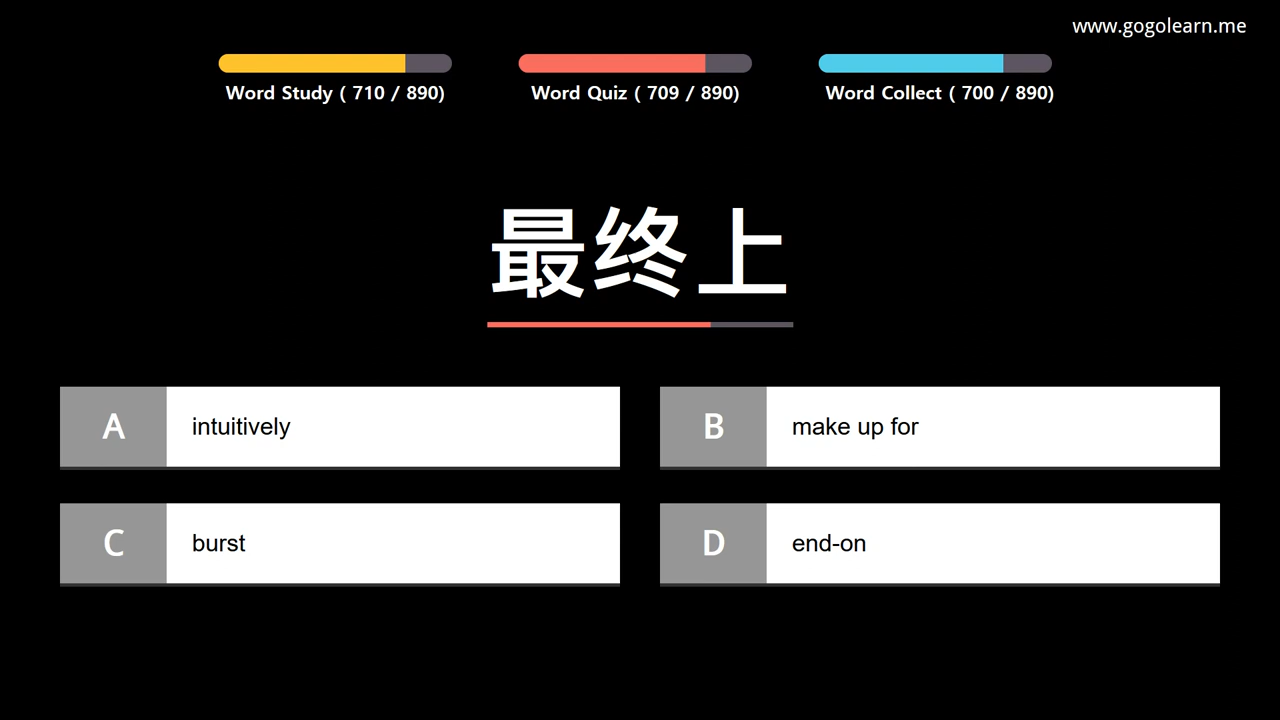 www.gogolearn.me
Word Study ( 710 / 890)
Word Quiz ( 709 / 890)
Word Collect ( 700 / 890)
最终上
A intuitively
B make up for
C burst
D end-on